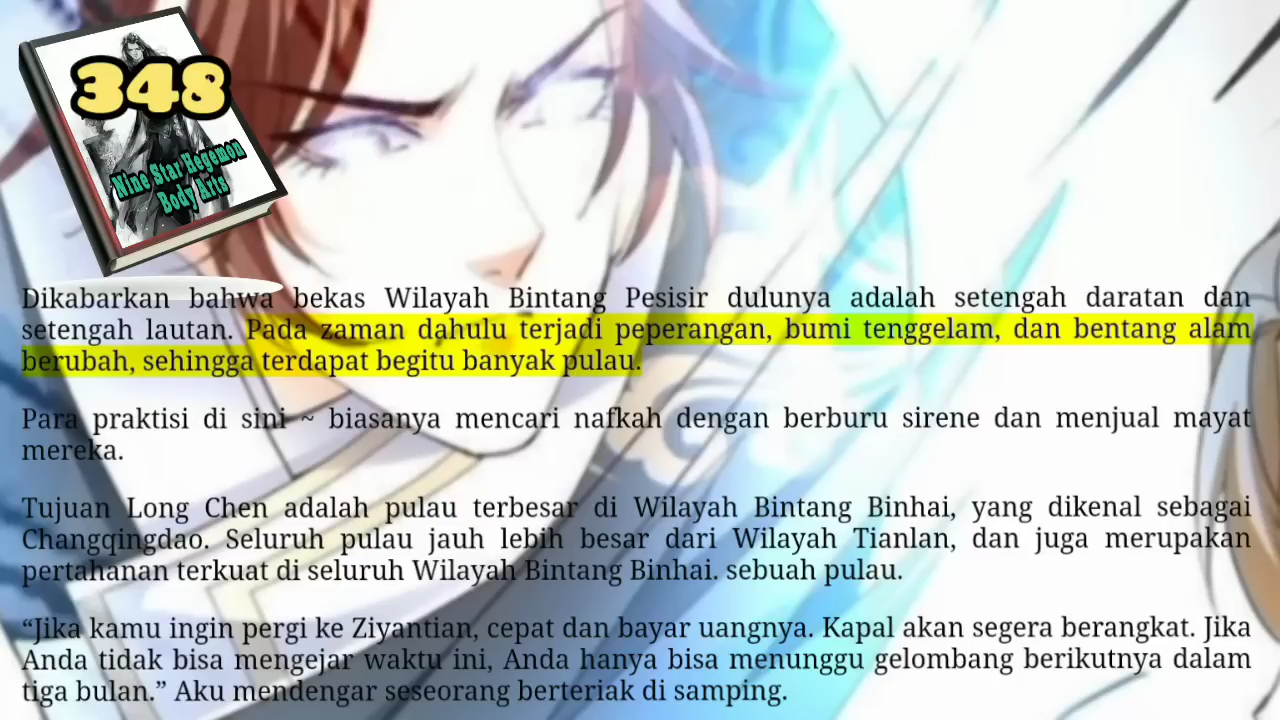 348
Nine Star Hegemon
Body Arts
Dikabarkan bahwa bekas Wilayah Bintang Pesisir dulunya adalah setengah daratan dan
setengah lautan. Pada zaman dahulu terjadi peperangan, bumi tenggelam, dan bentang alam
berubah, sehingga terdapat begitu banyak pulau.
Para praktisi di sini ~ biasanya mencari nafkah dengan berburu sirene dan menjual mayat
mereka.
Tujuan Long Chen adalah pulau terbesar di Wilayah Bintang Binhai, yang dikenal sebagai
Changqingdao. Seluruh pulau jauh lebih besar dari Wilayah Tianlan, dan juga merupakan
pertahanan terkuat di seluruh Wilayah Bintang Binhai. sebuah pulau.
“Jika kamu ingin pergi ke Ziyantian, cepat dan bayar uangnya. Kapal akan segera berangkat. Jika
Anda tidak bisa mengejar waktu ini, Anda hanya bisa menunggu gelombang berikutnya dalam
tiga bulan.” Aku mendengar seseorang berteriak di samping.